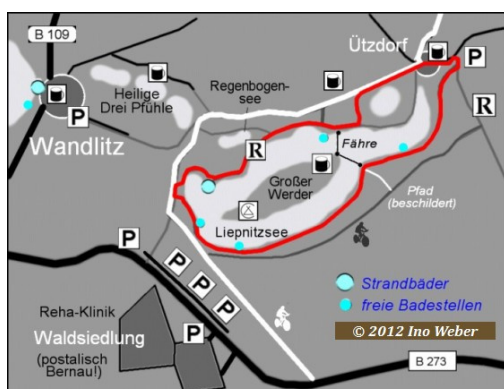 B 109
Ützdorf
P
Heilige
Drei Pfühle
Regenbogen-
see
P
R
Wandlitz
R
Fähre
Großer
Werder
Pfad
(beschildert)
Liepnitzsee
P
P
P
P
Strandbäder
freie Badestellen
Reha-Klinik
Waldsiedlung
(postalisch
Bernau!)
P
© 2012 Ino Weber
B 273